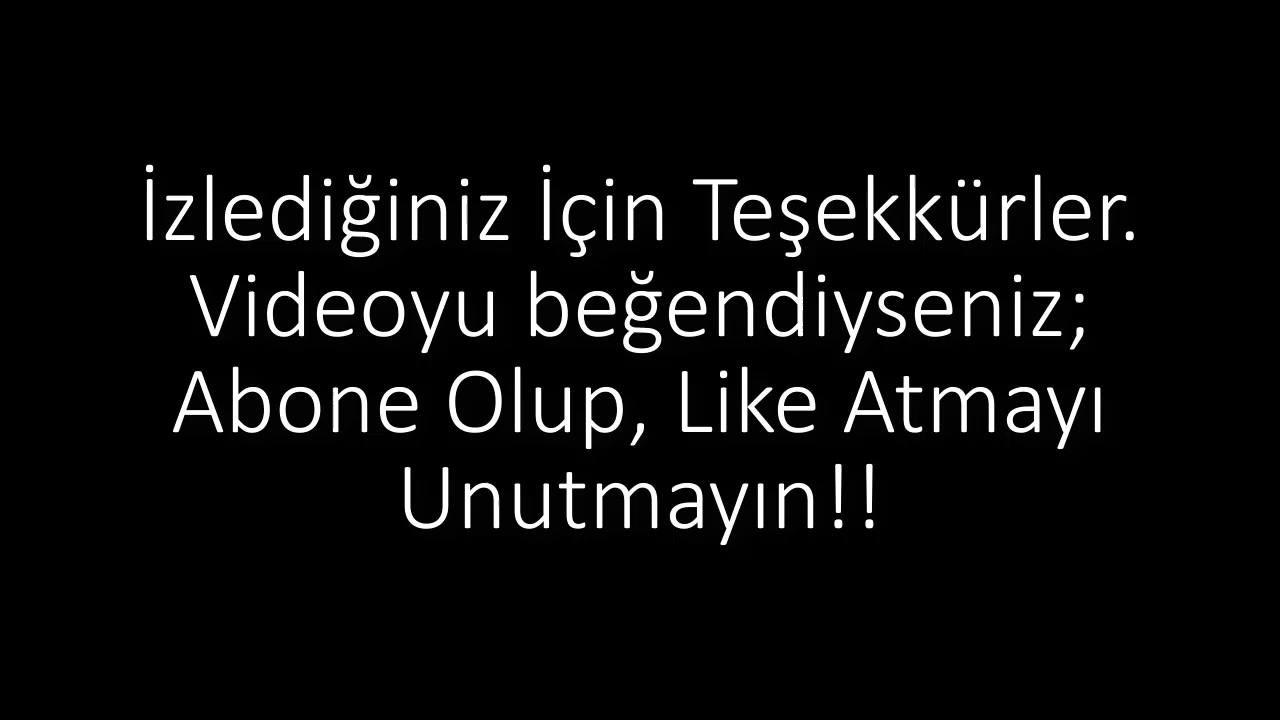 İzlediğiniz İçin Teşekkürler.
Videoyu beğendiyseniz;
Abone Olup, Like Atmayı
Unutmayın!!